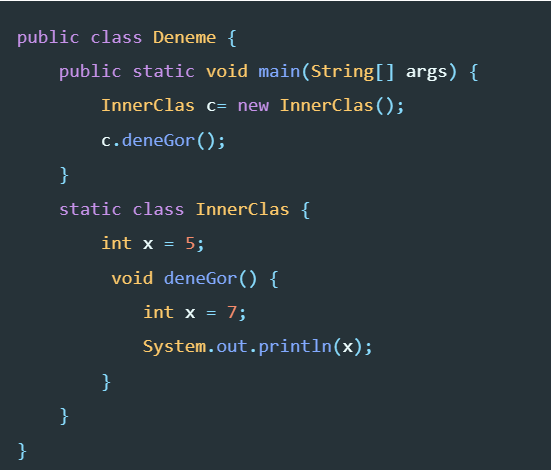 public class Deneme {
    public static void main(String[] args) {
        InnerClas c= new InnerClas();
        c.deneGor();
    }
    static class InnerClas {
        int x = 5;
         void deneGor() {
            int x = 7;
            System.out.println(x);
        }
    }
}